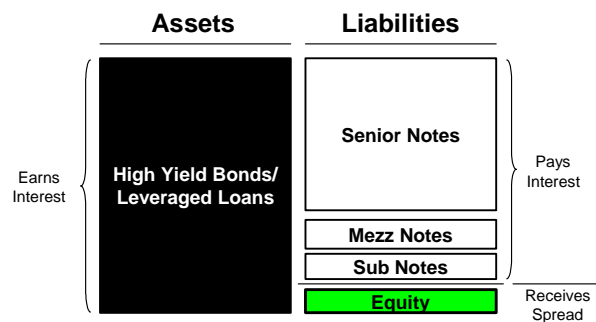 Assets
Liabilities
Earns
Interest
High Yield Bonds/
Leveraged Loans
Senior Notes
Mezz Notes
Sub Notes
Equity
Pays
Interest
Receives
Spread